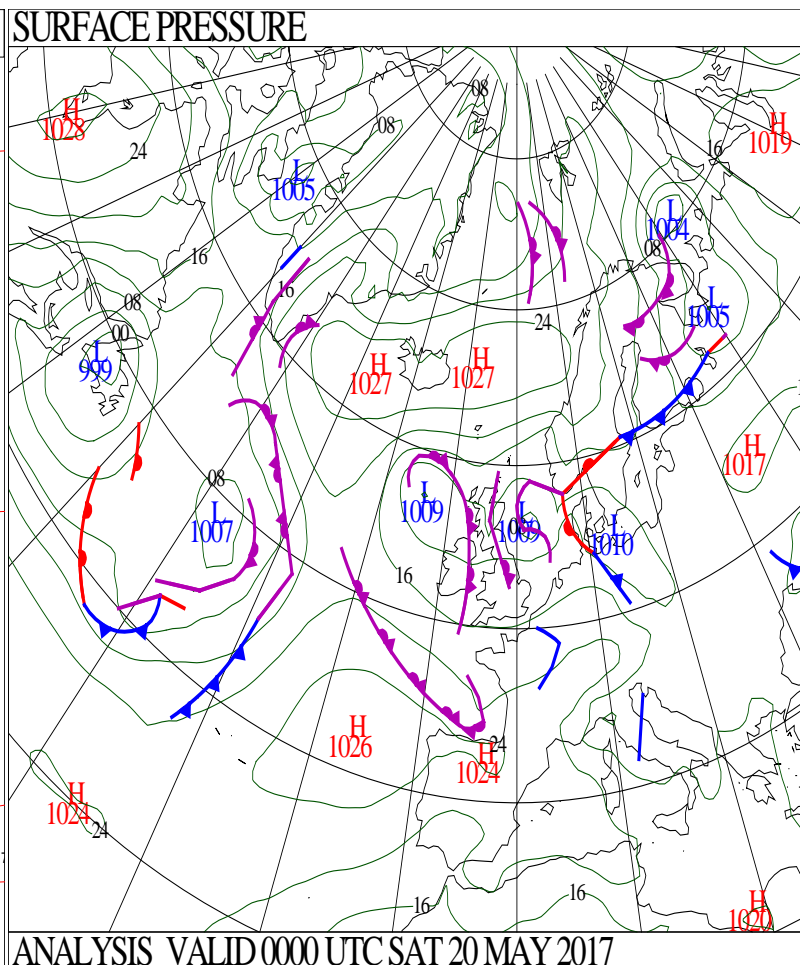 SURFACE PRESSURE
08
H
1028
08
H
1019
24
16
L
1005
L
1004
08
16
16
L
1005
08
24
00
L
999
H
1027
H
1027
H
1017
08
L
1007
L
1009
L
1009
L
1010
16
H
1026
24
H
1024
H
1024
24
16
16
H
1020
ANALYSIS VALID 0000 UTC SAT 20 MAY 2017